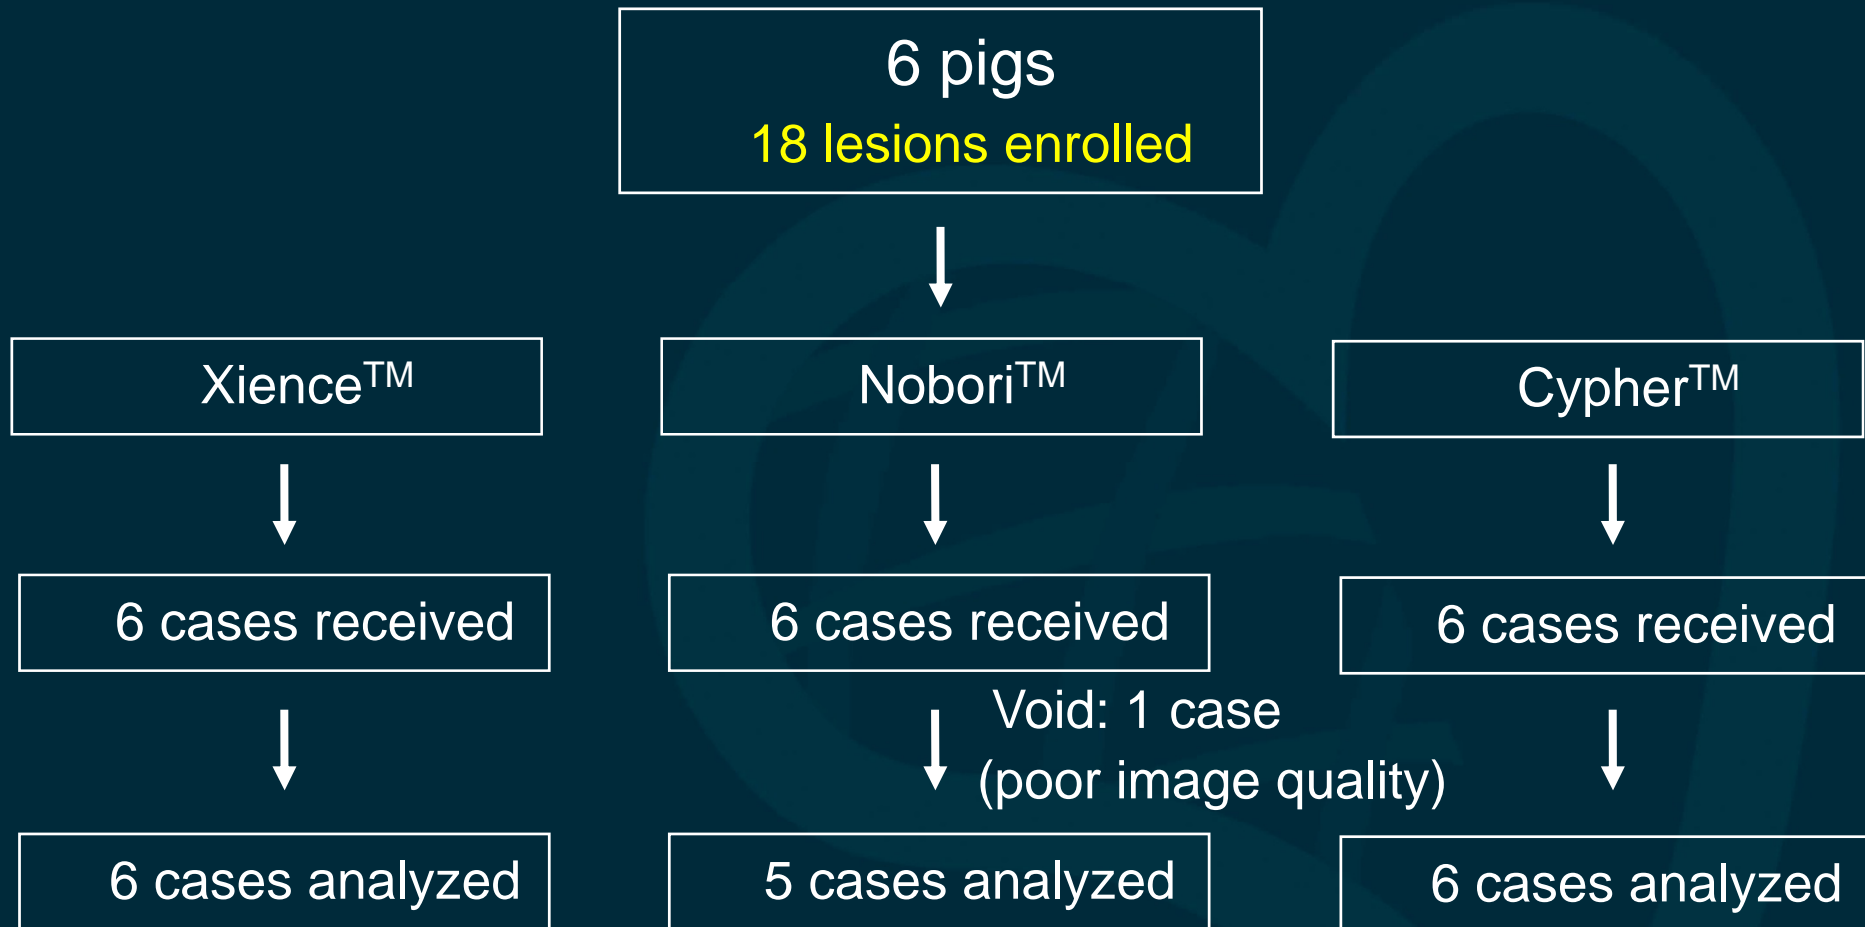 6 pigs
18 lesions enrolled
Xience™
Nobori™
Cypher™
6 cases received
6 cases received
6 cases received
Void: 1 case
(poor image quality)
6 cases analyzed
5 cases analyzed
6 cases analyzed